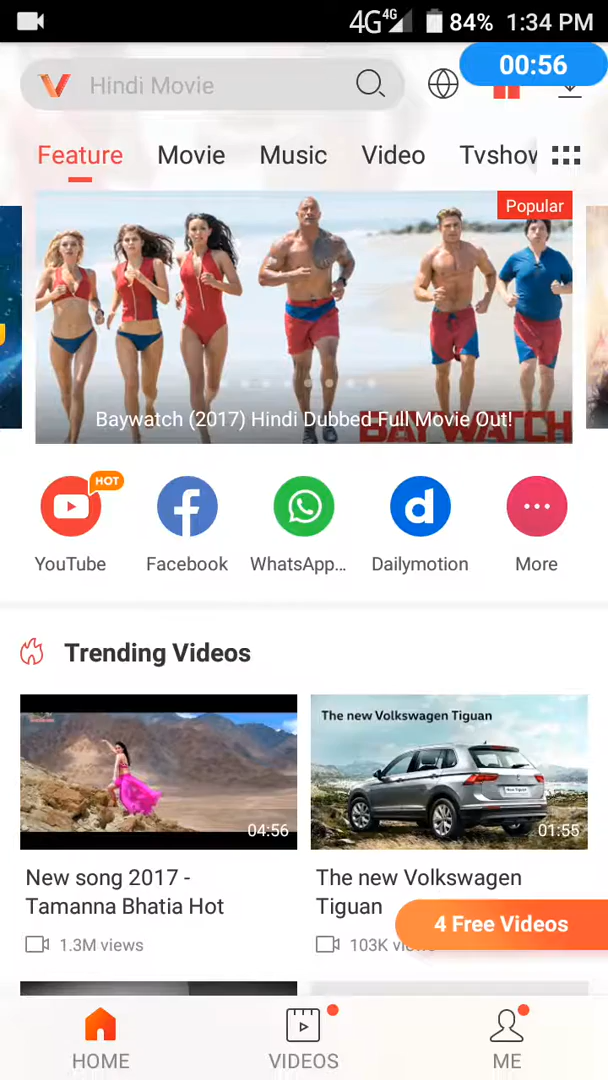 4G 4G 84% 1:34 PM
00:56
Hindi Movie
Feature Movie Music Video Tvshow
Popular
Baywatch (2017) Hindi Dubbed Full Movie Out!
BAYWATCH
HOT
YouTube Facebook WhatsApp... Dailymotion More
Trending Videos
The new Volkswagen Tiguan
04:56
01:55
New song 2017 -
Tamanna Bhatia Hot
1.3M views
The new Volkswagen
Tiguan
103K
4 Free Videos
HOME VIDEOS ME